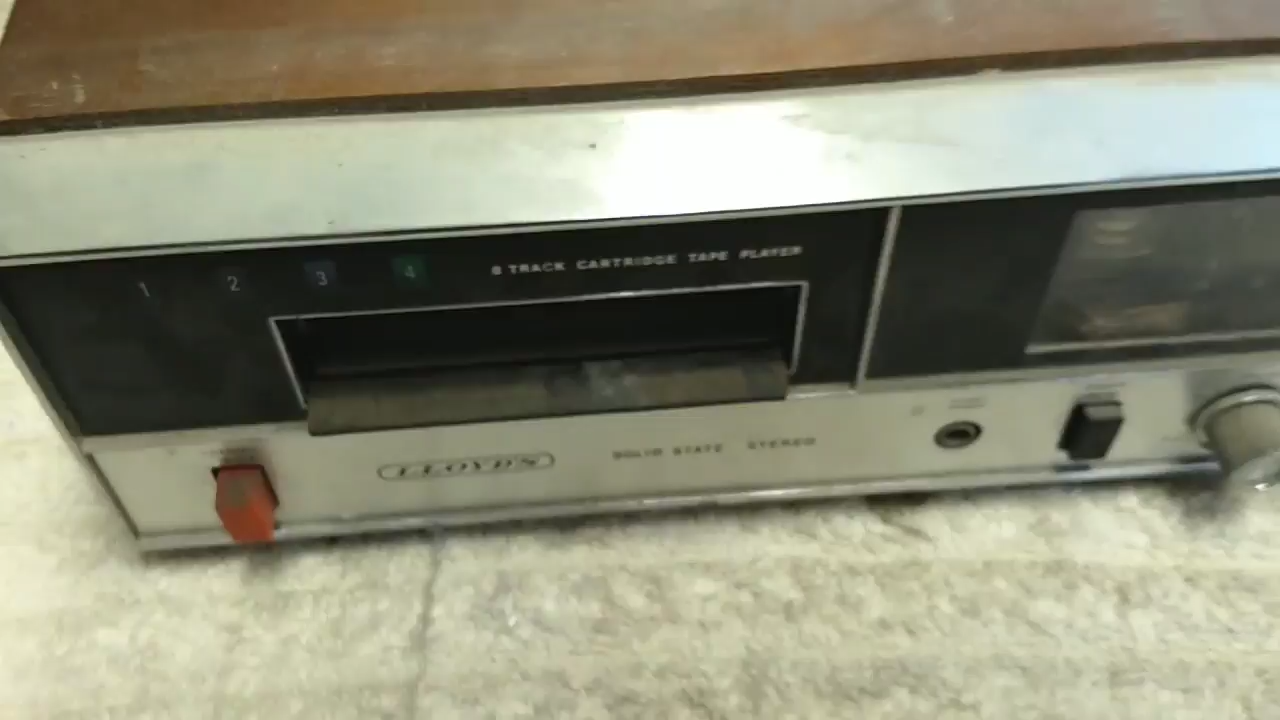 1 2 3 4
8 TRACK CARTRIDGE TAPE PLAYER
LLOYD'S
SOLID STATE STEREO